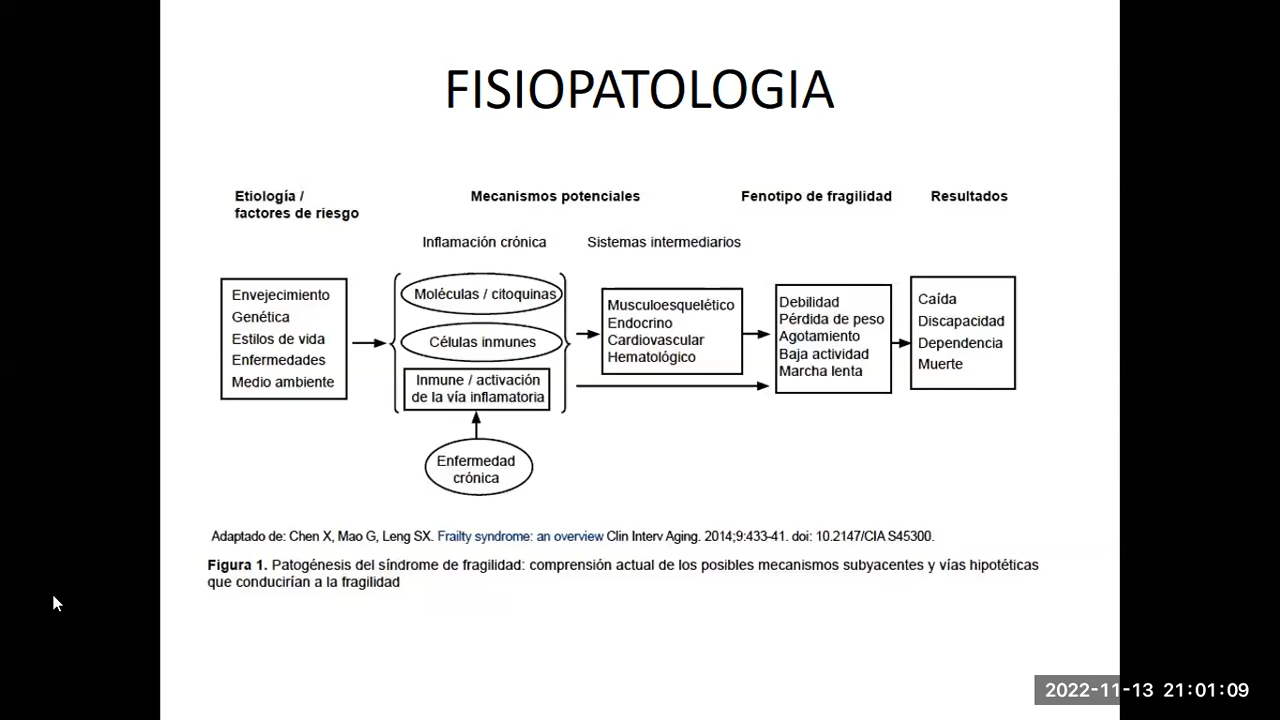 FISIOPATOLOGIA
Etiología /
factores de riesgo
Mecanismos potenciales
Fenotipo de fragilidad
Resultados
Inflamación crónica
Sistemas intermediarios
Envejecimiento
Genética
Estilos de vida
Enfermedades
Medio ambiente
Moléculas / citoquinas
Células inmunes
Inmune / activación
de la vía inflamatoria
Enfermedad
crónica
Musculoesquelético
Endocrino
Cardiovascular
Hematológico
Debilidad
Pérdida de peso
Agotamiento
Baja actividad
Marcha lenta
Caída
Discapacidad
Dependencia
Muerte
Adaptado de: Chen X, Mao G, Leng SX. Frailty syndrome: an overview Clin Interv Aging. 2014;9:433-41. doi: 10.2147/CIA S45300.
Figura 1. Patogénesis del síndrome de fragilidad: comprensión actual de los posibles mecanismos subyacentes y vías hipotéticas
que conducirían a la fragilidad
2022-11-13 21:01:09